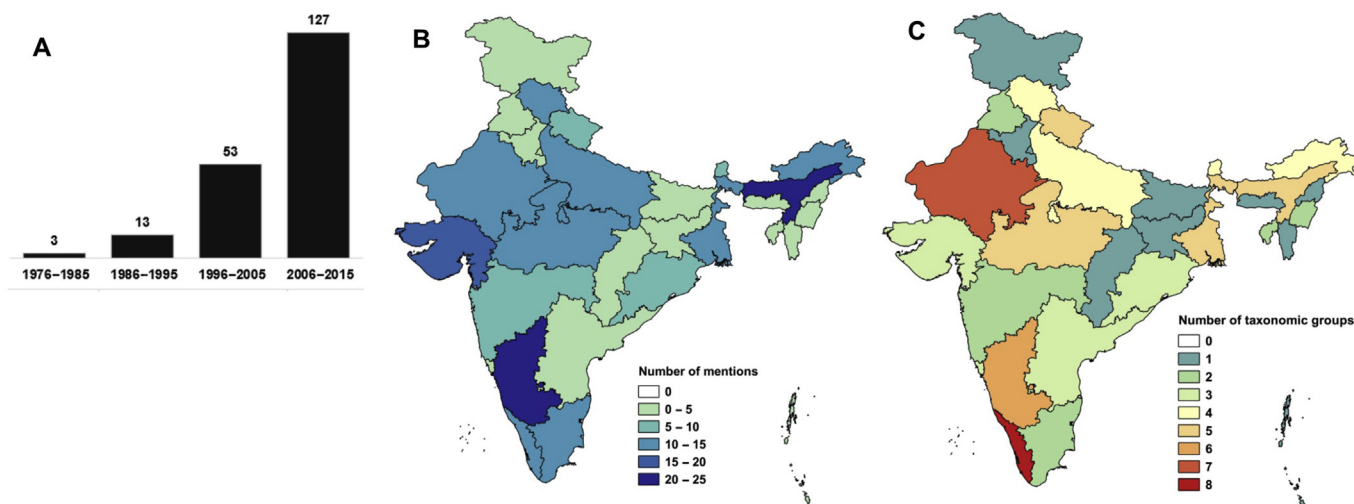 A
3
13
53
127
1976–1985
1986–1995
1996–2005
2006–2015
B
Number of mentions
0
0 – 5
5 – 10
10 – 15
15 – 20
20 – 25
C
Number of taxonomic groups
0
1
2
3
4
5
6
7
8